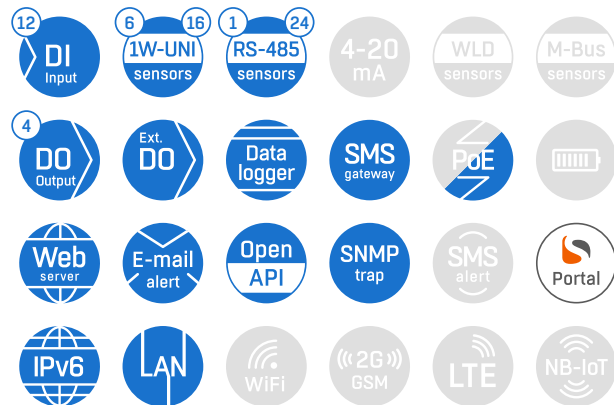 12
DI
Input
6
16
1W-UNI
sensors
1
24
RS-485
sensors
4-20
mA
WLD
sensors
M-Bus
sensors
4
DO
Output
Ext.
DO
Data
logger
SMS
gateway
PoE
Web
server
E-mail
alert
Open
API
SNMP
trap
SMS
alert
Portal
IPv6
LAN
WiFi
2G
GSM
LTE
NB-IoT